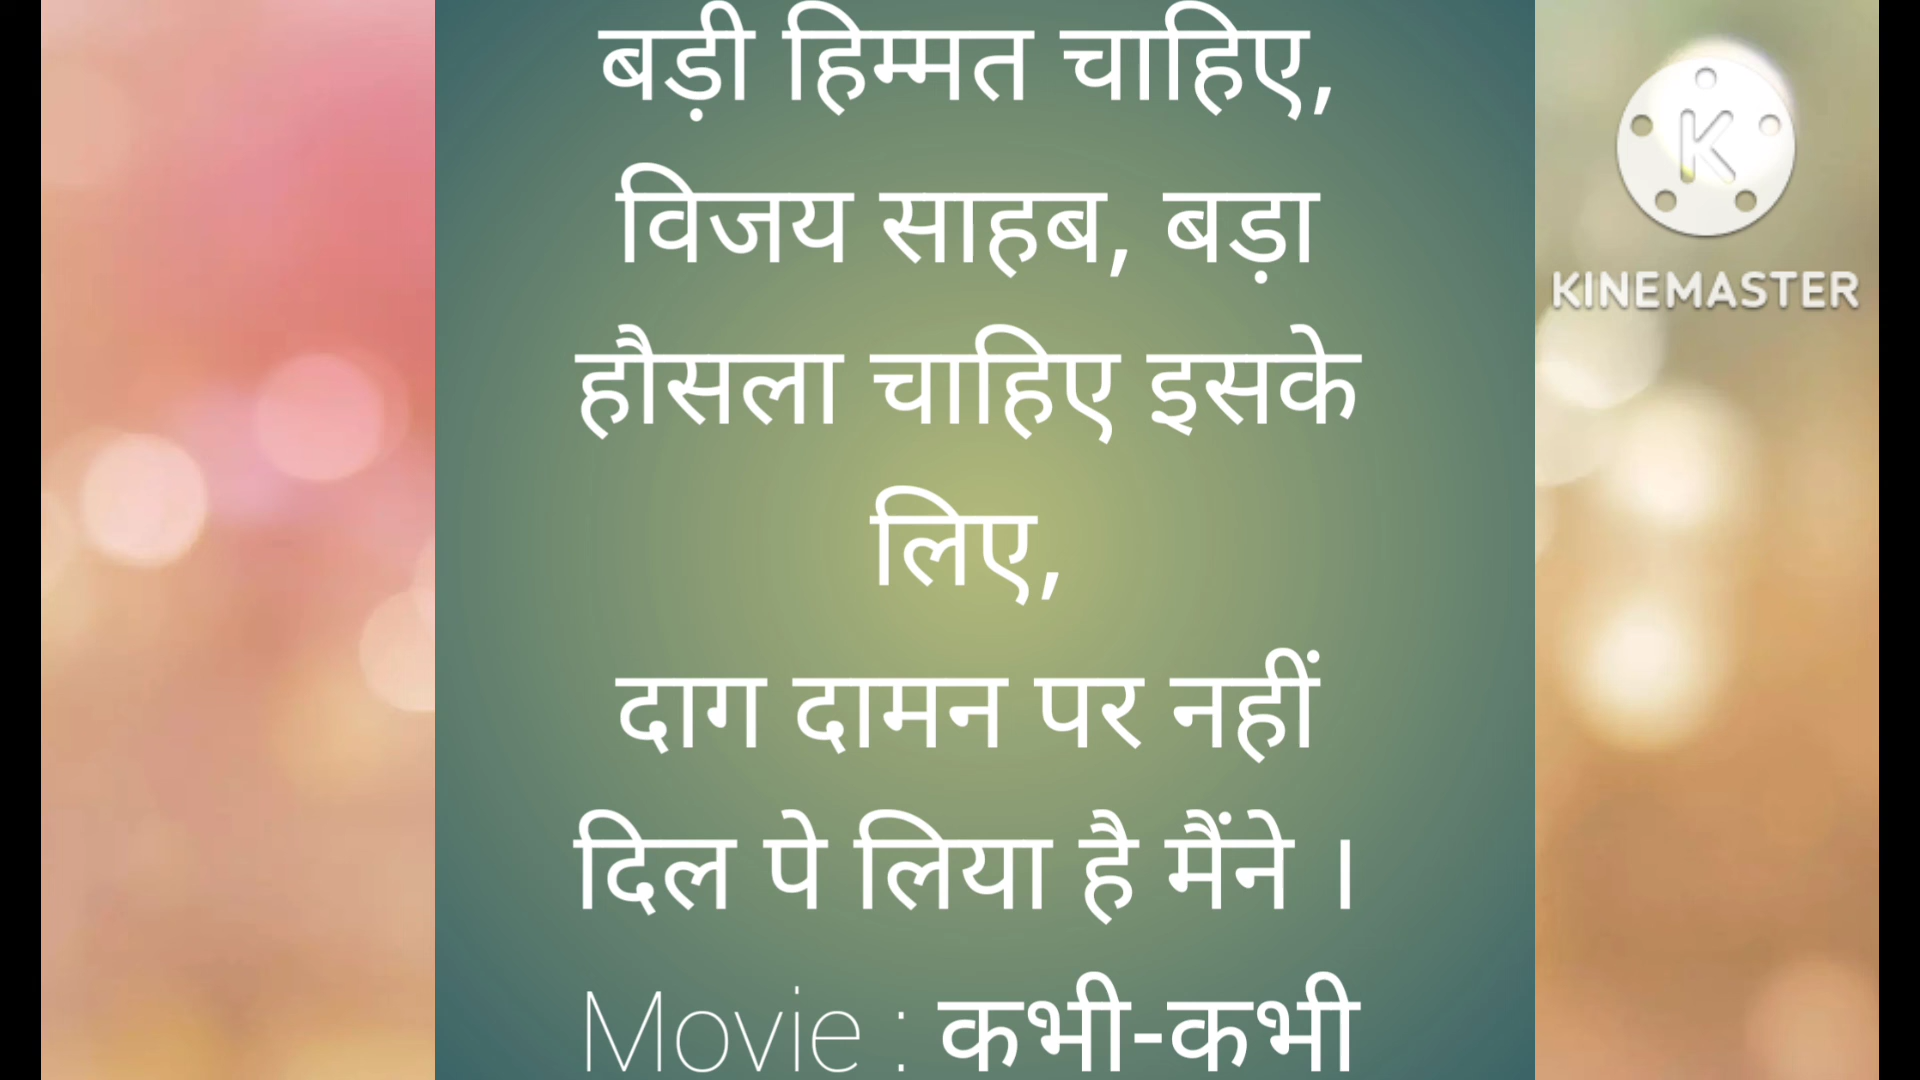 बड़ी हिम्मत चाहिए,
विजय साहब, बड़ा
हौसला चाहिए इसके
लिए,
दाग दामन पर नहीं
दिल पे लिया है मैंने ।
Movie : कभी-कभी
K
KINEMASTER